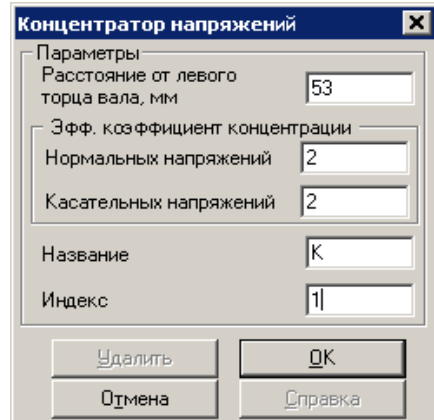 Концентратор напряжений
Параметры
Расстояние от левого
торца вала, мм
53
Эфф. коэффициент концентрации
Нормальных напряжений
2
Касательных напряжений
2
Название
K
Индекс
1
Удалить
OK
Отмена
Справка